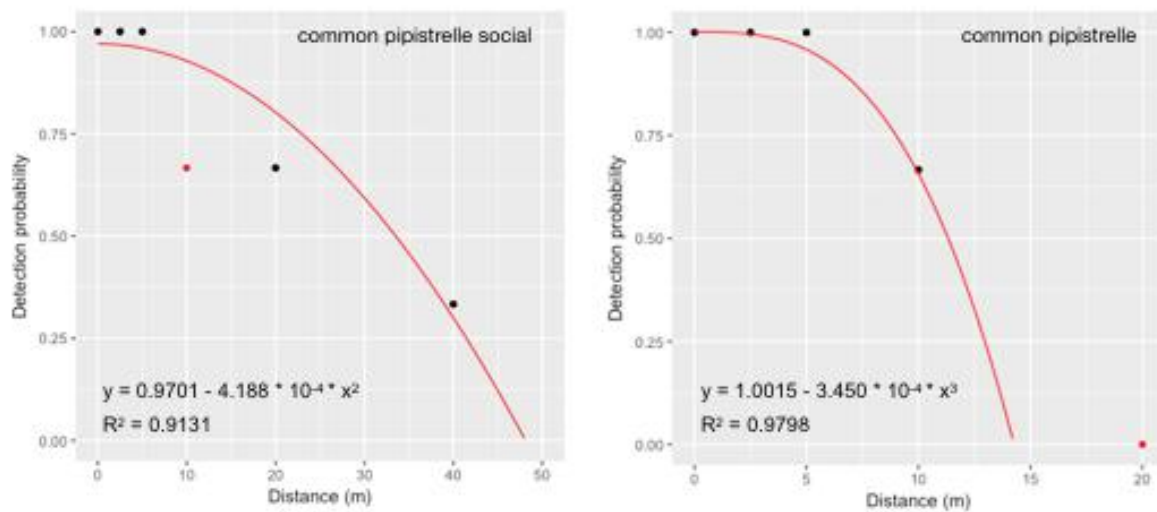 common pipistrelle social
1.00
0.75
0.50
0.25
0.00
Detection probability
y = 0.9701 - 4.188 * 10⁻⁴ * x²
R² = 0.9131
0 10 20 30 40 50
Distance (m)
common pipistrelle
1.00
0.75
0.50
0.25
0.00
Detection probability
y = 1.0015 - 3.450 * 10⁻⁴ * x³
R² = 0.9798
0 5 10 15 20
Distance (m)